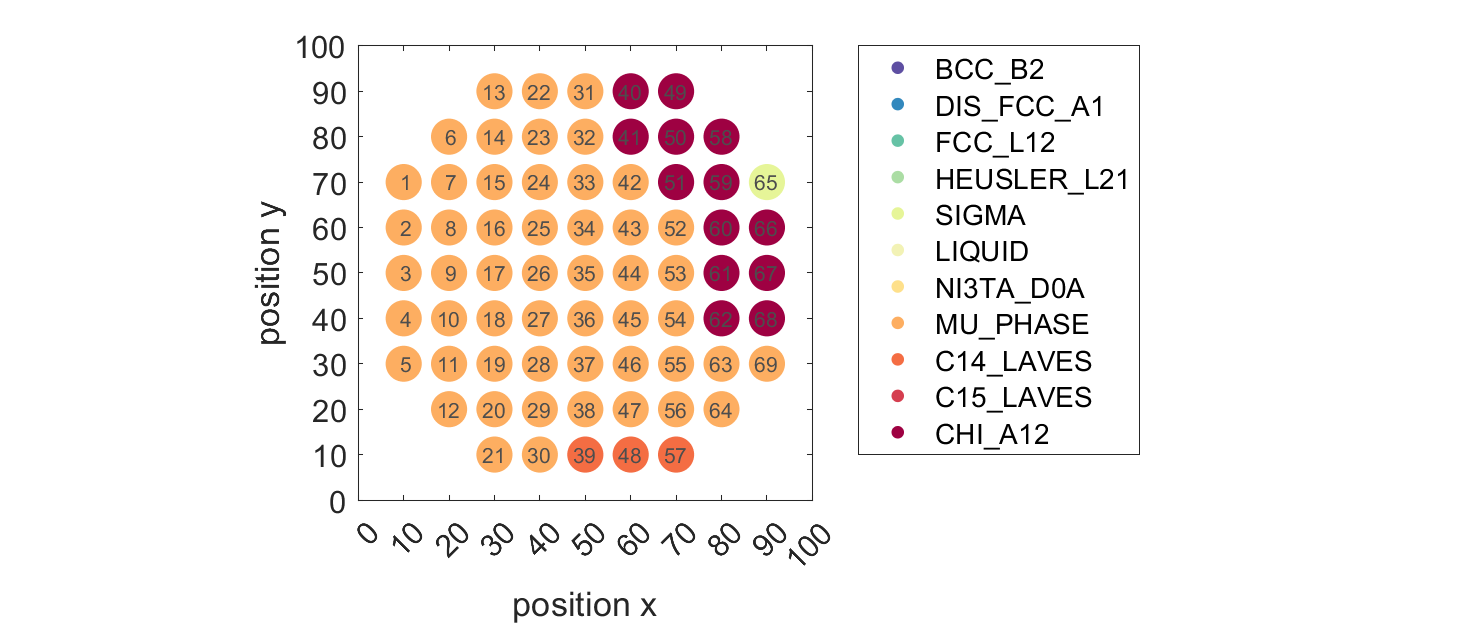 100
90 13 22 31 40 49
80 6 14 23 32 41 50 58
70 1 7 15 24 33 42 51 59 65
60 2 8 16 25 34 43 52 60 66
50 3 9 17 26 35 44 53 61 67
40 4 10 18 27 36 45 54 62 68
30 5 11 19 28 37 46 55 63 69
20 12 20 29 38 47 56 64
10 21 30 39 48 57
0
0 10 20 30 40 50 60 70 80 90 100
position x
position y
BCC_B2
DIS_FCC_A1
FCC_L12
HEUSLER_L21
SIGMA
LIQUID
NI3TA_D0A
MU_PHASE
C14_LAVES
C15_LAVES
CHI_A12